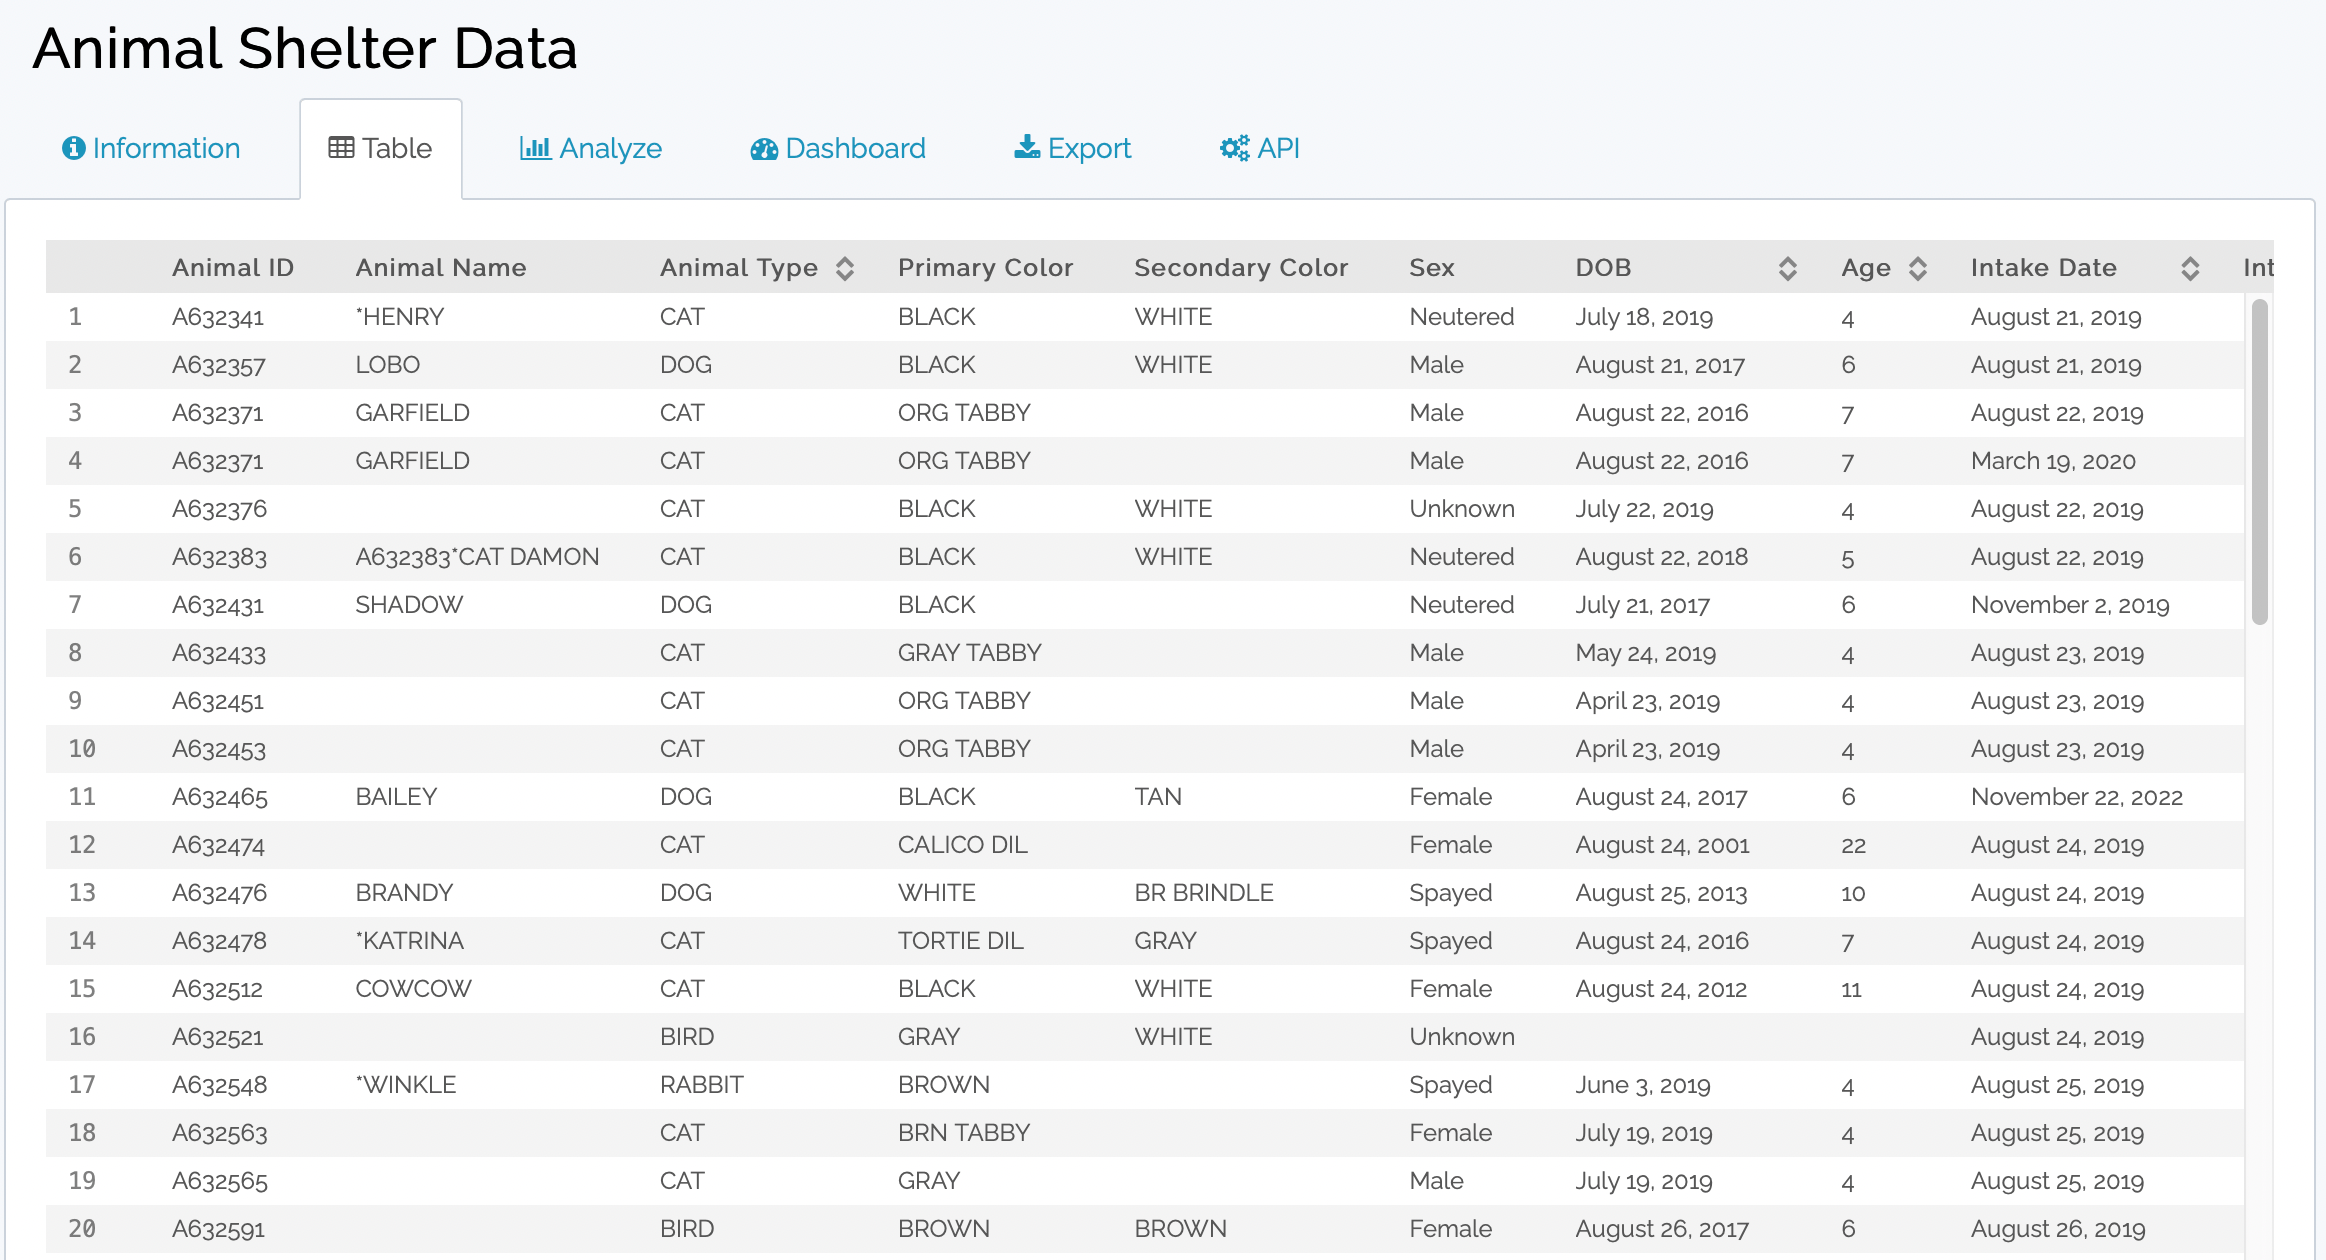 Animal Shelter Data
Information Table Analyze Dashboard Export API
Animal ID Animal Name Animal Type Primary Color Secondary Color Sex DOB Age Intake Date Int
1 A632341 *HENRY CAT BLACK WHITE Neutered July 18, 2019 4 August 21, 2019
2 A632357 LOBO DOG BLACK WHITE Male August 21, 2017 6 August 21, 2019
3 A632371 GARFIELD CAT ORG TABBY Male August 22, 2016 7 August 22, 2019
4 A632371 GARFIELD CAT ORG TABBY Male August 22, 2016 7 March 19, 2020
5 A632376 CAT BLACK WHITE Unknown July 22, 2019 4 August 22, 2019
6 A632383 A632383*CAT DAMON CAT BLACK WHITE Neutered August 22, 2018 5 August 22, 2019
7 A632431 SHADOW DOG BLACK Neutered July 21, 2017 6 November 2, 2019
8 A632433 CAT GRAY TABBY Male May 24, 2019 4 August 23, 2019
9 A632451 CAT ORG TABBY Male April 23, 2019 4 August 23, 2019
10 A632453 CAT ORG TABBY Male April 23, 2019 4 August 23, 2019
11 A632465 BAILEY DOG BLACK TAN Female August 24, 2017 6 November 22, 2022
12 A632474 CAT CALICO DIL Female August 24, 2001 22 August 24, 2019
13 A632476 BRANDY DOG WHITE BR BRINDLE Spayed August 25, 2013 10 August 24, 2019
14 A632478 *KATRINA CAT TORTIE DIL GRAY Spayed August 24, 2016 7 August 24, 2019
15 A632512 COWCOW CAT BLACK WHITE Female August 24, 2012 11 August 24, 2019
16 A632521 BIRD GRAY WHITE Unknown August 24, 2019
17 A632548 *WINKLE RABBIT BROWN Spayed June 3, 2019 4 August 25, 2019
18 A632563 CAT BRN TABBY Female July 19, 2019 4 August 25, 2019
19 A632565 CAT GRAY Male July 19, 2019 4 August 25, 2019
20 A632591 BIRD BROWN BROWN Female August 26, 2017 6 August 26, 2019